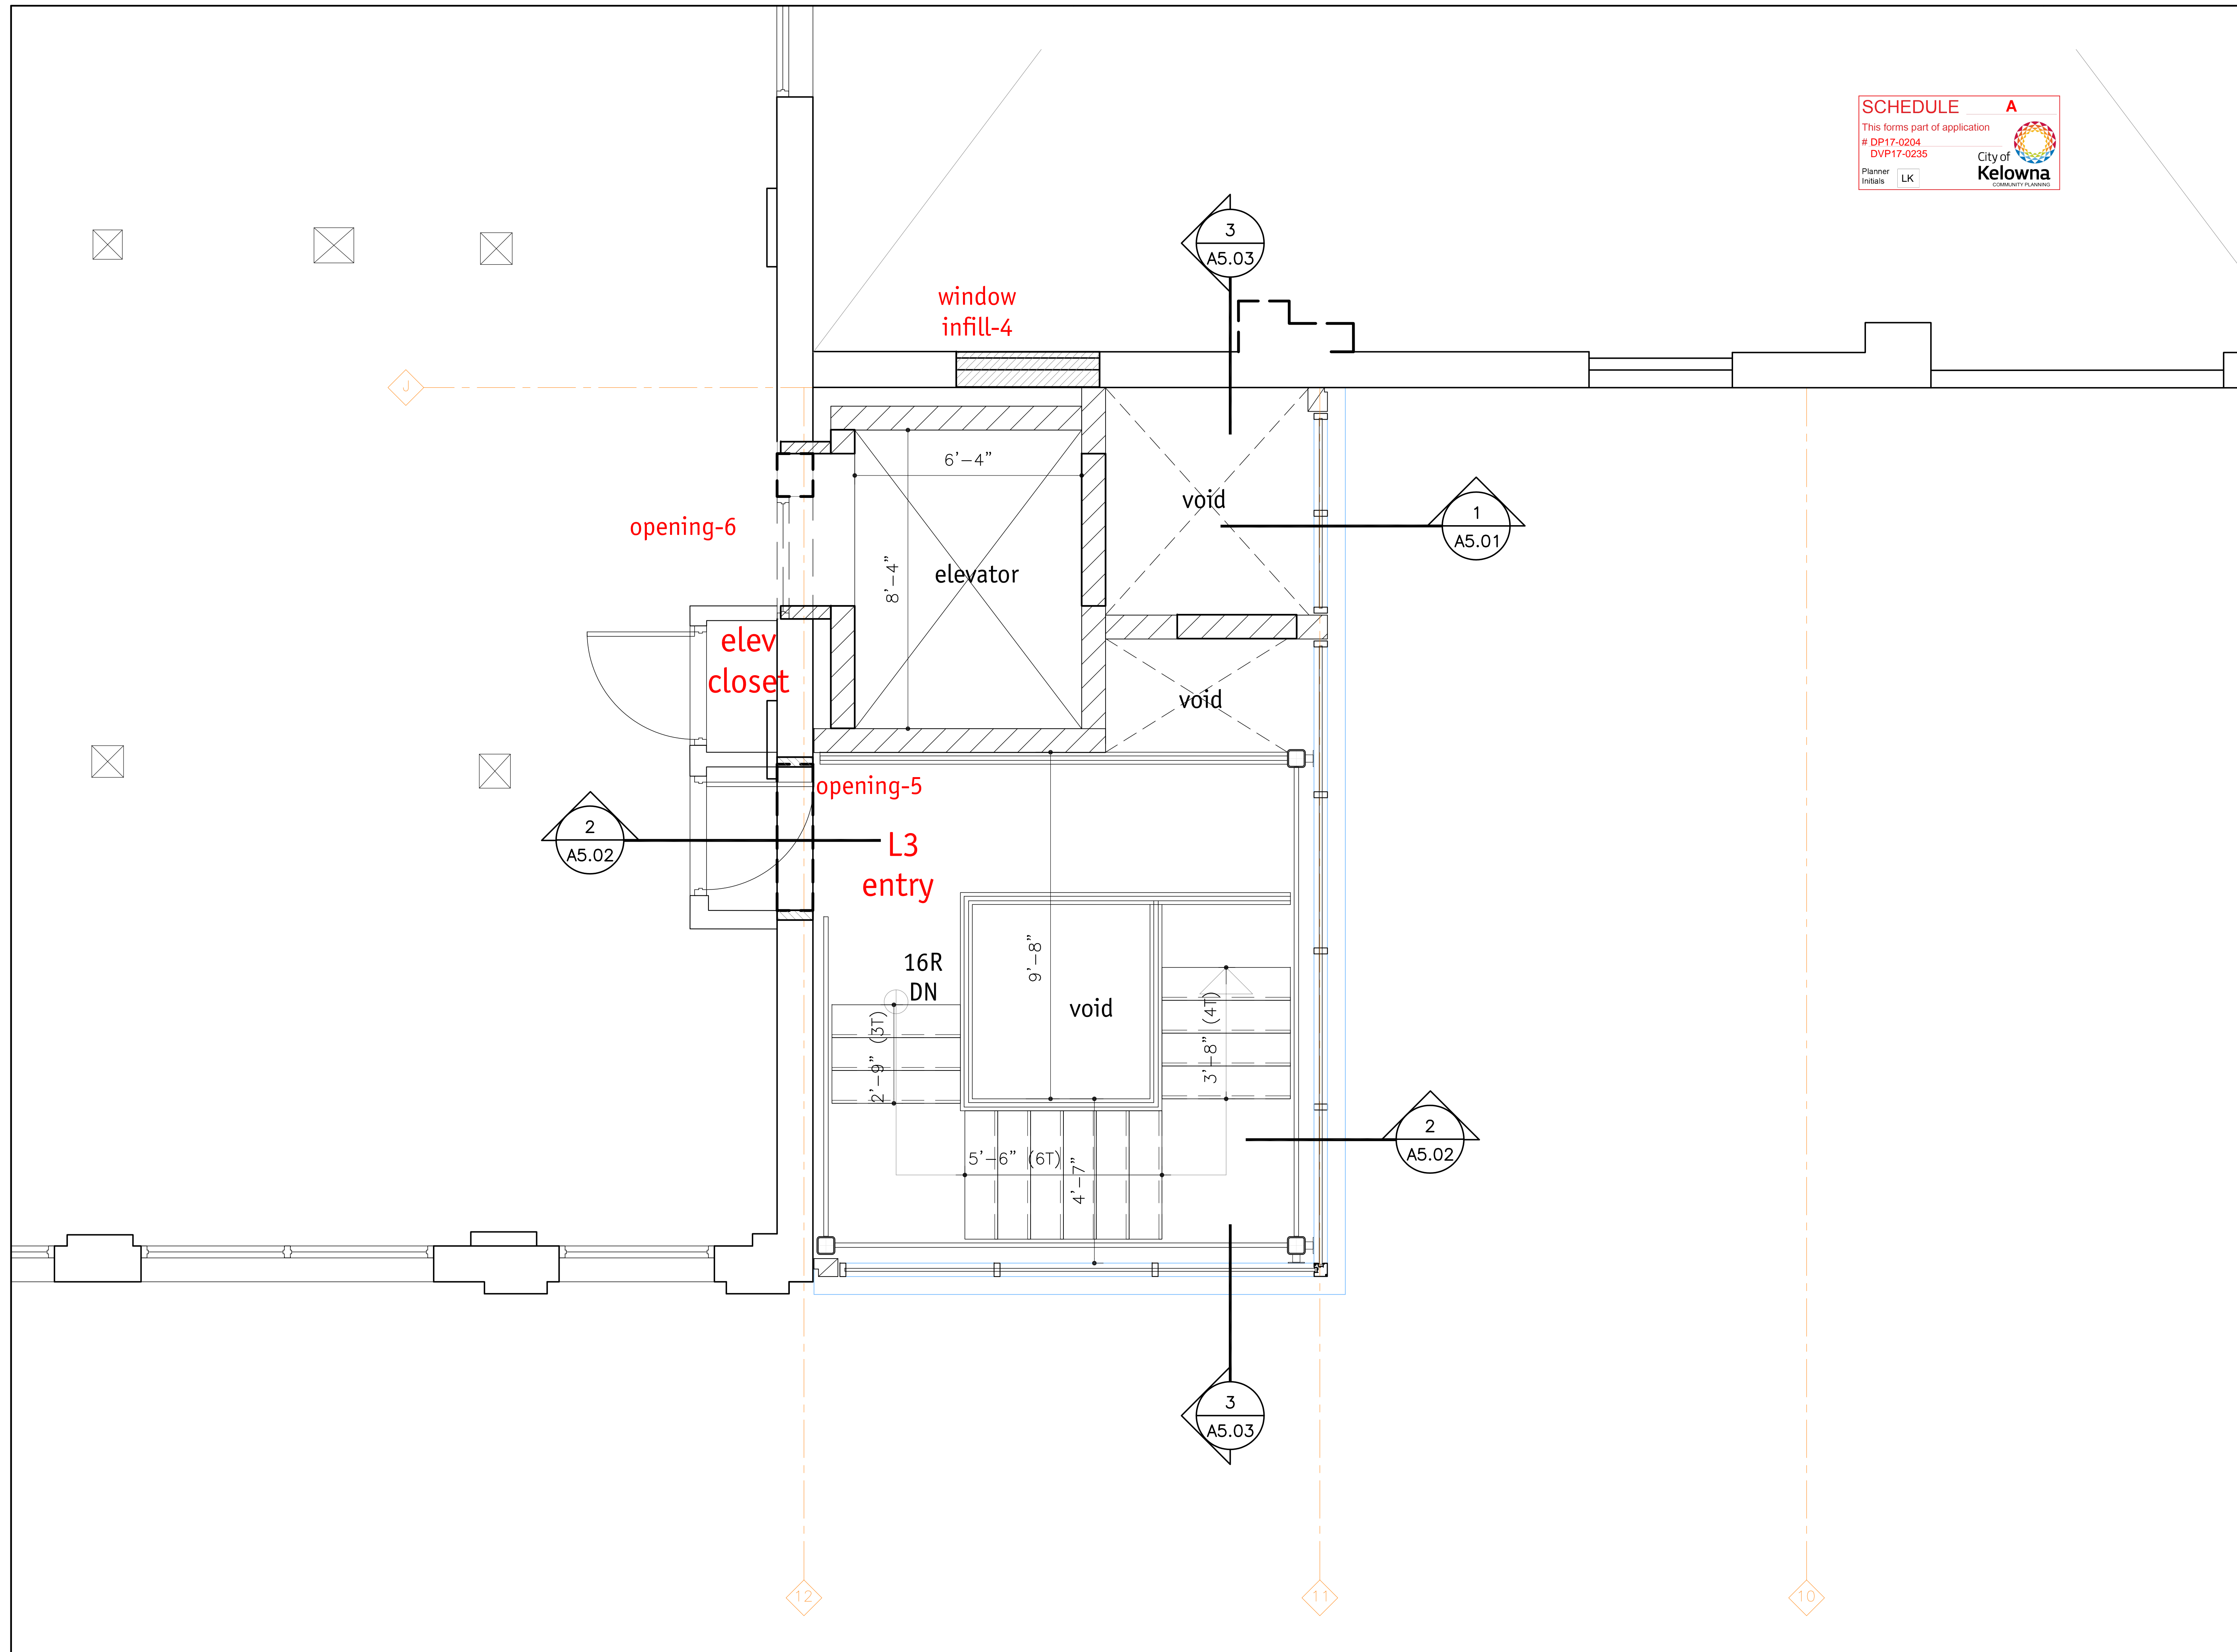 SCHEDULE A
This forms part of application
# DP17-0204
DVP17-0235
City of
Kelowna
COMMUNITY PLANNING
Planner
Initials LK
3
A5.03
window
infill-4
J
6'-4"
void
1
A5.01
opening-6
8'-4"
elevator
elev
closet
void
opening-5
2
A5.02
L3
entry
16R
DN
9'-8"
void
2'-9" (3T)
3'-8" (4T)
2
A5.02
5'-6" (6T)
4'-7"
3
A5.03
12
11
10